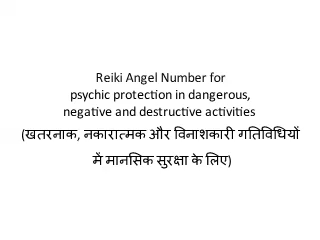 Reiki Angel Number for
psychic protection in dangerous,
negative and destructive activities
(खतरनाक, नकारात्मक और विनाशकारी गतिविधियों
में मानसिक सुरक्षा के लिए)